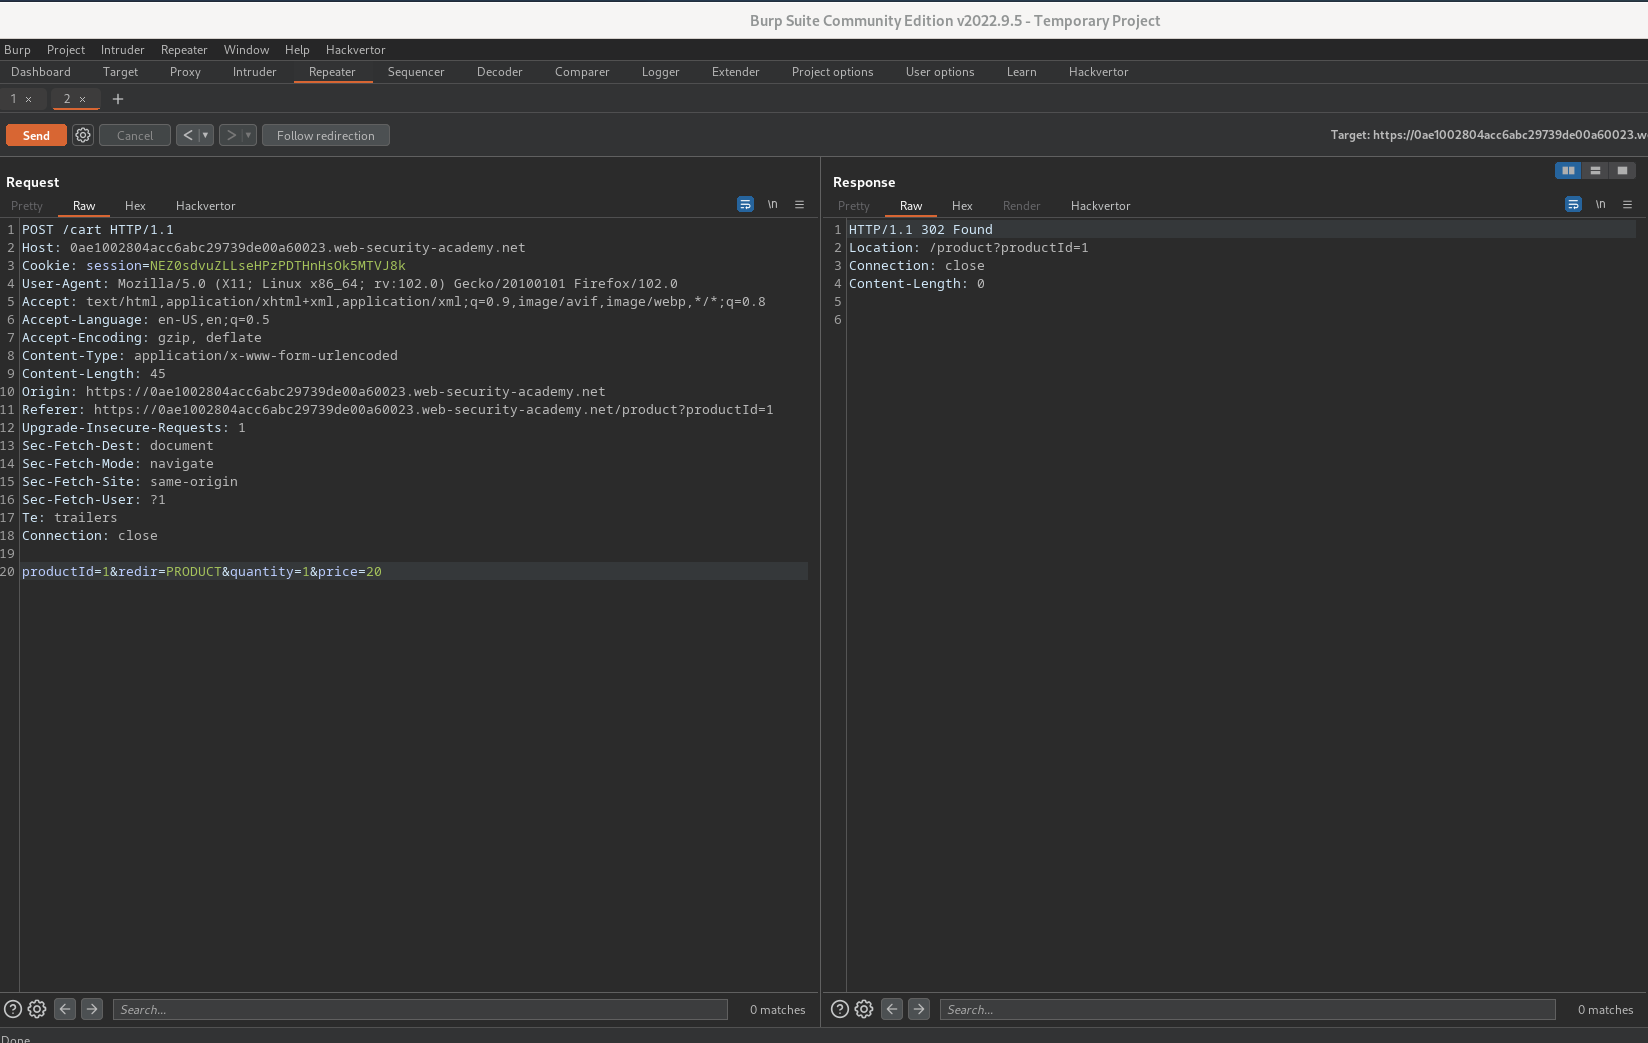 Burp Suite Community Edition v2022.9.5 - Temporary Project
Burp Project Intruder Repeater Window Help Hackvertor
Dashboard Target Proxy Intruder Repeater Sequencer Decoder Comparer Logger Extender Project options User options Learn Hackvertor
1 × 2 × +
Send Cancel < ▾ > ▾ Follow redirection Target: https://0ae1002804acc6abc29739de00a60023.w
Request
Pretty Raw Hex Hackvertor \n
1 POST /cart HTTP/1.1
2 Host: 0ae1002804acc6abc29739de00a60023.web-security-academy.net
3 Cookie: session=NEZ0sdvuZLLseHPzPDTHnHsOk5MTVJ8k
4 User-Agent: Mozilla/5.0 (X11; Linux x86_64; rv:102.0) Gecko/20100101 Firefox/102.0
5 Accept: text/html,application/xhtml+xml,application/xml;q=0.9,image/avif,image/webp,*/*;q=0.8
6 Accept-Language: en-US,en;q=0.5
7 Accept-Encoding: gzip, deflate
8 Content-Type: application/x-www-form-urlencoded
9 Content-Length: 45
10 Origin: https://0ae1002804acc6abc29739de00a60023.web-security-academy.net
11 Referer: https://0ae1002804acc6abc29739de00a60023.web-security-academy.net/product?productId=1
12 Upgrade-Insecure-Requests: 1
13 Sec-Fetch-Dest: document
14 Sec-Fetch-Mode: navigate
15 Sec-Fetch-Site: same-origin
16 Sec-Fetch-User: ?1
17 Te: trailers
18 Connection: close
19
20 productId=1&redir=PRODUCT&quantity=1&price=20
Search... 0 matches
Response
Pretty Raw Hex Render Hackvertor \n
1 HTTP/1.1 302 Found
2 Location: /product?productId=1
3 Connection: close
4 Content-Length: 0
5
6
Search... 0 matches
Done